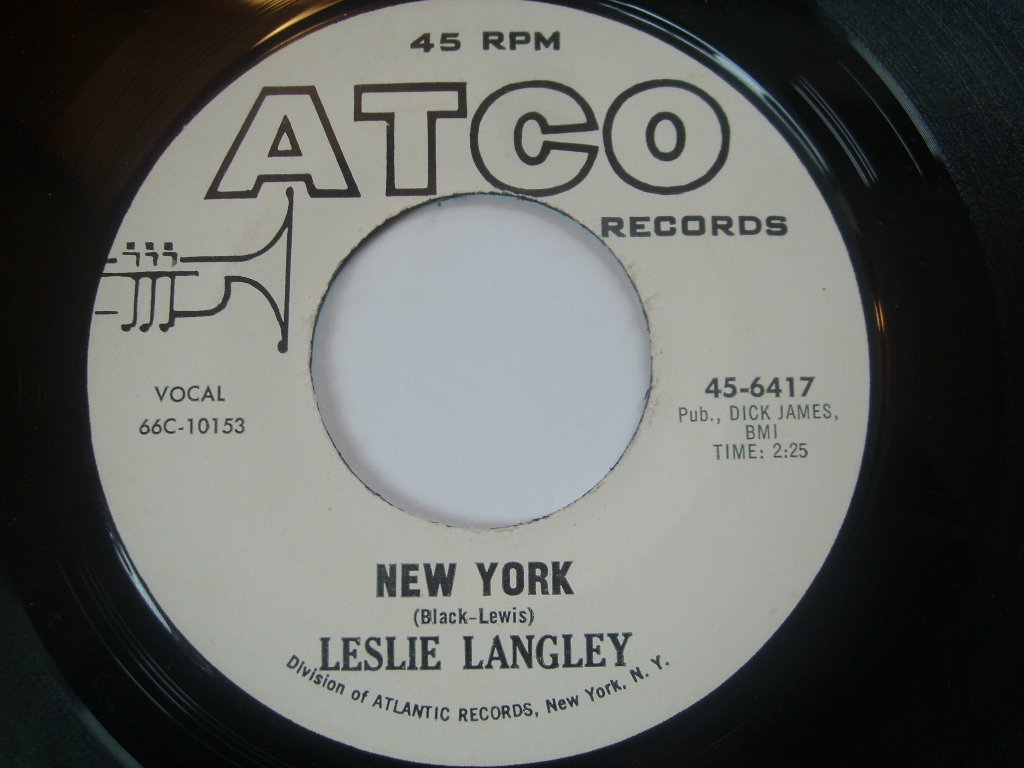 45 RPM
ATCO
RECORDS
VOCAL
66C-10153
45-6417
Pub., DICK JAMES,
BMI
TIME: 2:25
NEW YORK
(Black-Lewis)
LESLIE LANGLEY
Division of ATLANTIC RECORDS, New York, N. Y.